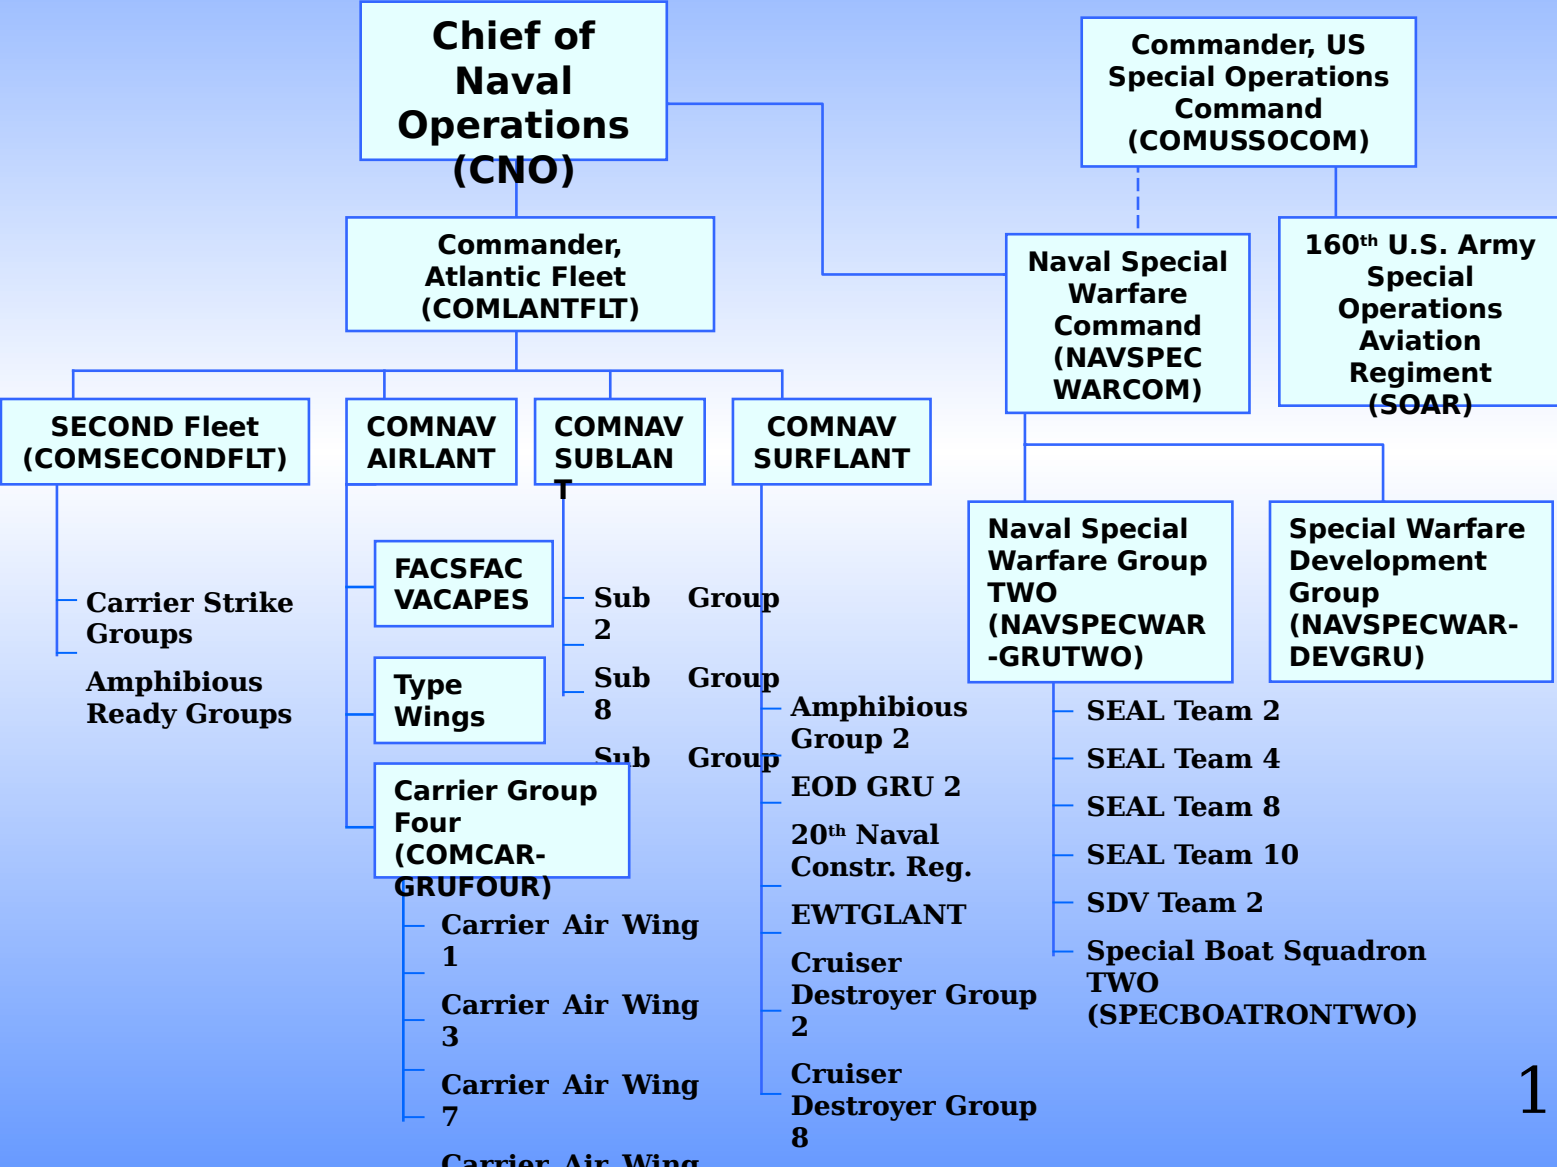 Chief of
Naval
Operations
(CNO)
Commander, US
Special Operations
Command
(COMUSSOCOM)
Commander,
Atlantic Fleet
(COMLANTFLT)
Naval Special
Warfare
Command
(NAVSPEC
WARCOM)
160th U.S. Army
Special
Operations
Aviation
Regiment
(SOAR)
SECOND Fleet
(COMSECONDFLT)
COMNAV
AIRLANT
COMNAV
SUBLAN
T
COMNAV
SURFLANT
Carrier Strike
Groups
Amphibious
Ready Groups
FACSFAC
VACAPES
Type
Wings
Carrier Group
Four
(COMCAR-
GRUFOUR)
Carrier Air Wing
1
Carrier Air Wing
3
Carrier Air Wing
7
Carrier Air Wing
Sub Group
2
Sub Group
8
Sub Group
Amphibious
Group 2
EOD GRU 2
20th Naval
Constr. Reg.
EWTGLANT
Cruiser
Destroyer Group
2
Cruiser
Destroyer Group
8
Naval Special
Warfare Group
TWO
(NAVSPECWAR
-GRUTWO)
Special Warfare
Development
Group
(NAVSPECWAR-
DEVGRU)
SEAL Team 2
SEAL Team 4
SEAL Team 8
SEAL Team 10
SDV Team 2
Special Boat Squadron
TWO
(SPECBOATRONTWO)
1